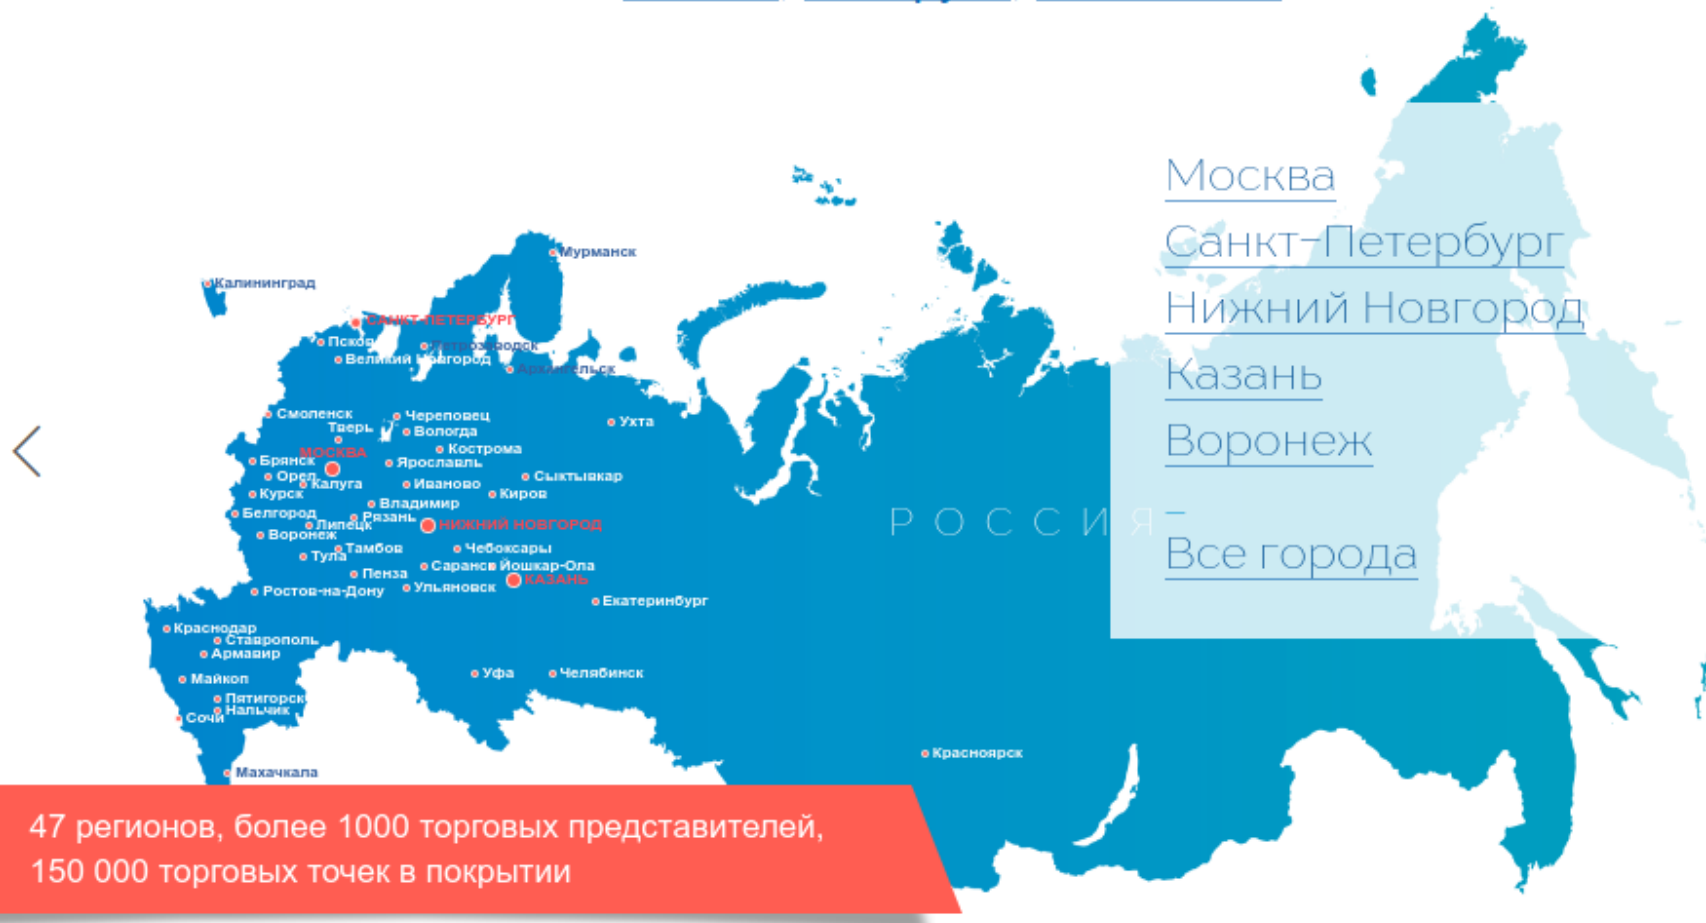 Мурманск
Калининград
САНКТ-ПЕТЕРБУРГ
Псков
Петрозаводск
Великий Новгород
Архангельск
Смоленск
Череповец
Ухта
Тверь
Вологда
МОСКВА
Кострома
Брянск
Ярославль
Орел
Сыктывкар
Калуга
Иваново
Курск
Киров
Владимир
Белгород
Рязань
Липецк
НИЖНИЙ НОВГОРОД
Воронеж
Тамбов
Чебоксары
Тула
Саранск
Йошкар-Ола
Пенза
КАЗАНЬ
Ульяновск
Ростов-на-Дону
Екатеринбург
Краснодар
Ставрополь
Армавир
Уфа
Челябинск
Майкоп
Пятигорск
Нальчик
Сочи
Красноярск
Махачкала
РОССИЯ
Москва
Санкт-Петербург
Нижний Новгород
Казань
Воронеж
–
Все города
47 регионов, более 1000 торговых представителей,
150 000 торговых точек в покрытии